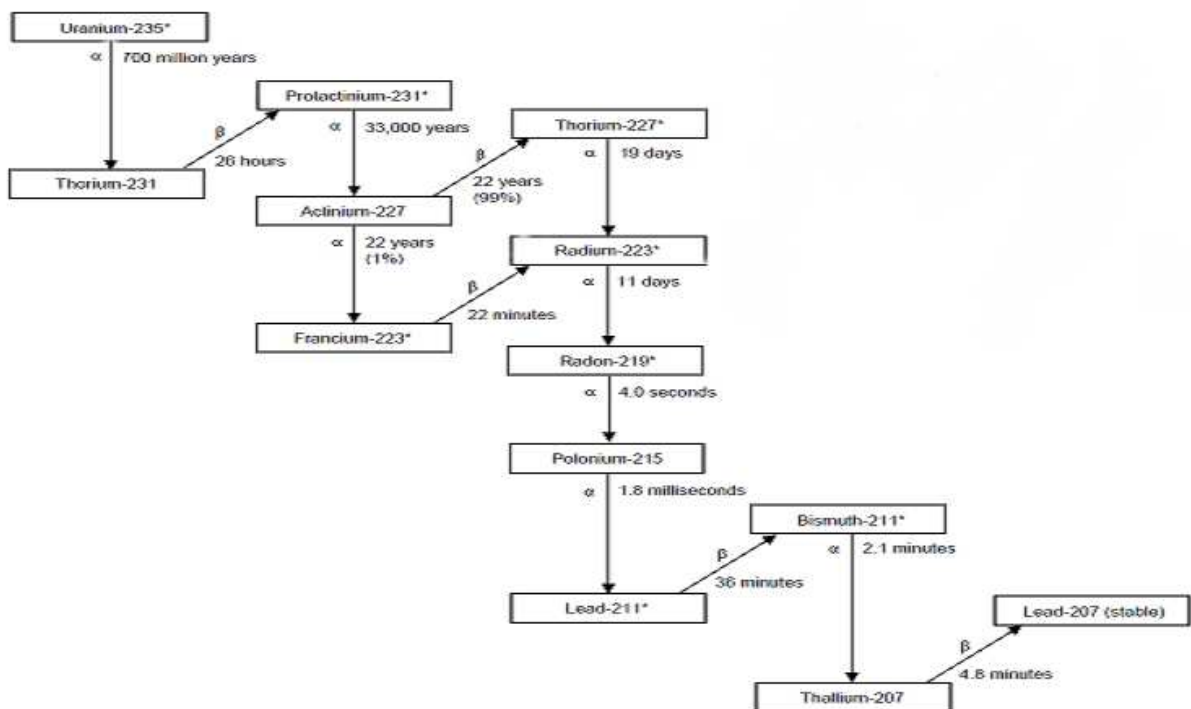 Uranium-235*
α 700 million years
Protactinium-231*
β
26 hours
Thorium-231
α 33,000 years
Thorium-227*
β
22 years
(99%)
α 19 days
Actinium-227
α 22 years
(1%)
Radium-223*
β
22 minutes
α 11 days
Francium-223*
Radon-219*
α 4.0 seconds
Polonium-215
α 1.8 milliseconds
Bismuth-211*
β
36 minutes
α 2.1 minutes
Lead-211*
Lead-207 (stable)
β
4.8 minutes
Thallium-207